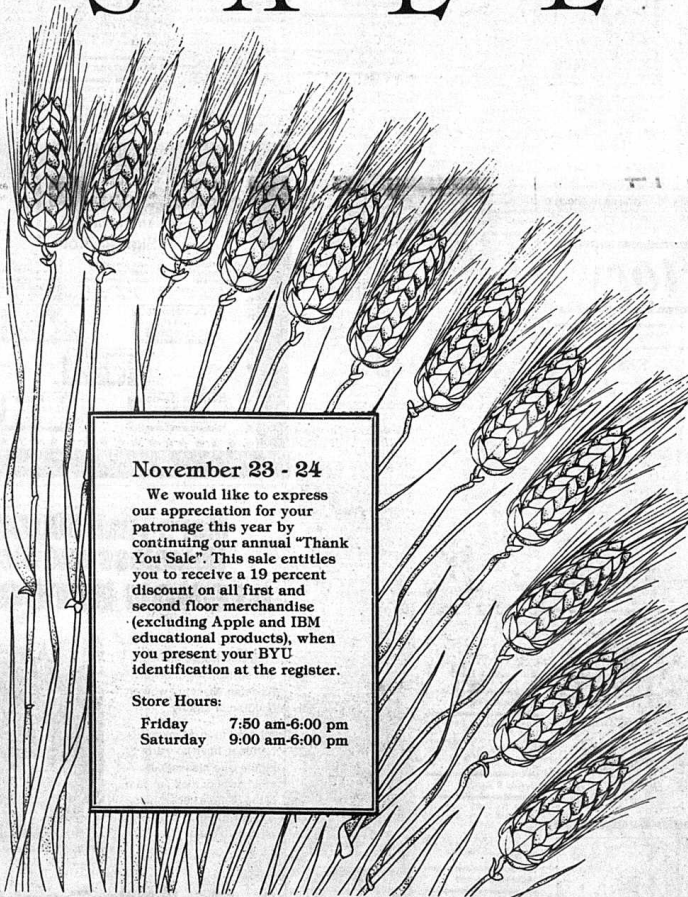 S A L E
November 23 - 24
We would like to express
our appreciation for your
patronage this year by
continuing our annual “Thank
You Sale”. This sale entitles
you to receive a 19 percent
discount on all first and
second floor merchandise
(excluding Apple and IBM
educational products), when
you present your BYU
identification at the register.
Store Hours:
Friday 7:50 am-6:00 pm
Saturday 9:00 am-6:00 pm